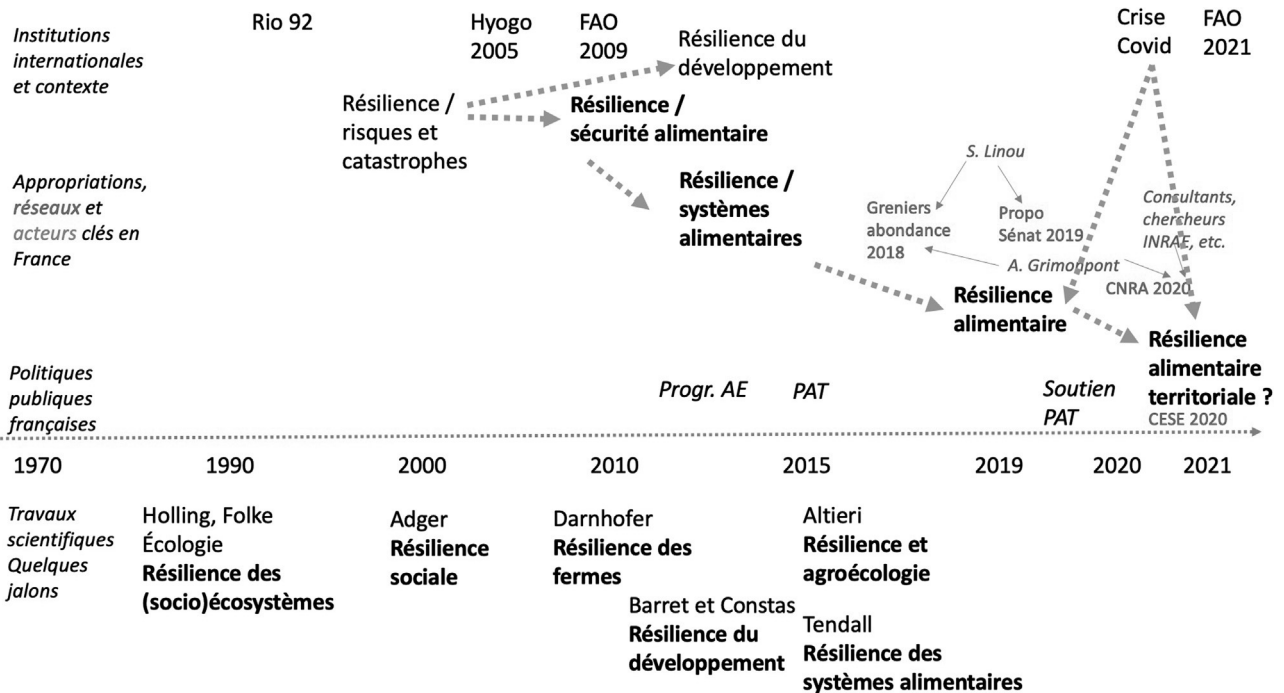 Institutions
internationales
et contexte
Rio 92
Hyogo
2005
FAO
2009
Résilience du
développement
Crise
Covid
FAO
2021
Résilience /
risques et
catastrophes
Résilience /
sécurité alimentaire
Appropriations,
réseaux et
acteurs clés en
France
Résilience /
systèmes
alimentaires
S. Linou
Greniers
abondance
2018
Propo
Sénat 2019
Consultants,
chercheurs
INRAE, etc.
A. Grimonpont
CNRA 2020
Résilience
alimentaire
Résilience
alimentaire
territoriale ?
CESE 2020
Politiques
publiques
françaises
Progr. AE
PAT
Soutien
PAT
1970
1990
2000
2010
2015
2019
2020
2021
Travaux
scientifiques
Quelques
jalons
Holling, Folke
Écologie
Résilience des
(socio)écosystèmes
Adger
Résilience
sociale
Darnhofer
Résilience des
fermes
Barret et Constas
Résilience du
développement
Altieri
Résilience et
agroécologie
Tendall
Résilience des
systèmes alimentaires